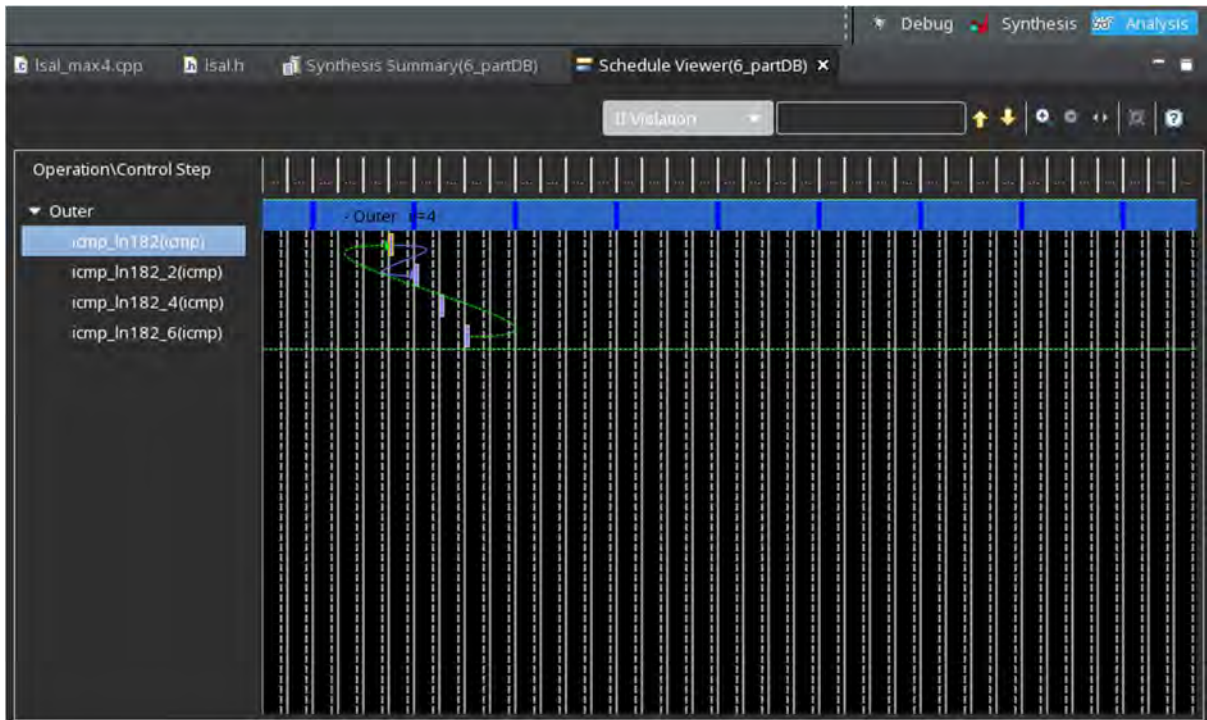 Debug Synthesis Analysis
lsal_max4.cpp lsal.h Synthesis Summary(6_partDB) Schedule Viewer(6_partDB)
II Violation
Operation\Control Step
Outer
icmp_ln182(icmp)
icmp_ln182_2(icmp)
icmp_ln182_4(icmp)
icmp_ln182_6(icmp)